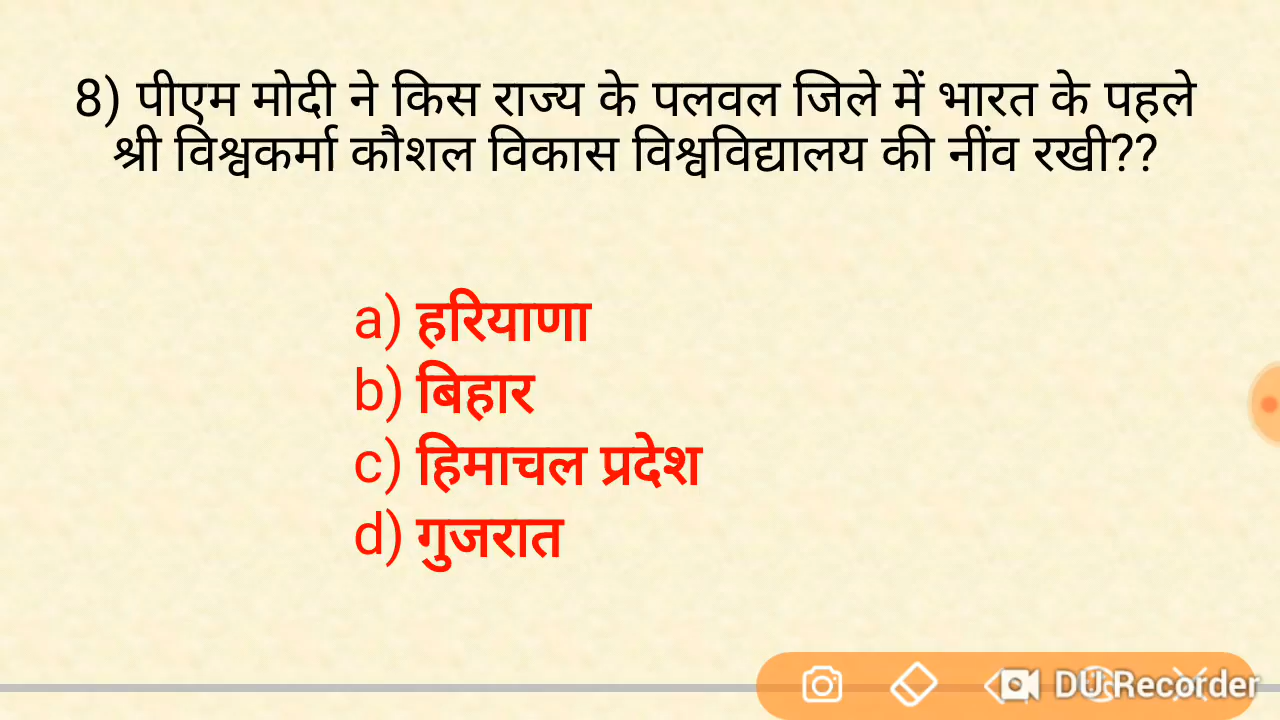 8) पीएम मोदी ने किस राज्य के पलवल जिले में भारत के पहले
श्री विश्वकर्मा कौशल विकास विश्वविद्यालय की नींव रखी??
a) हरियाणा
b) बिहार
c) हिमाचल प्रदेश
d) गुजरात
DU Recorder